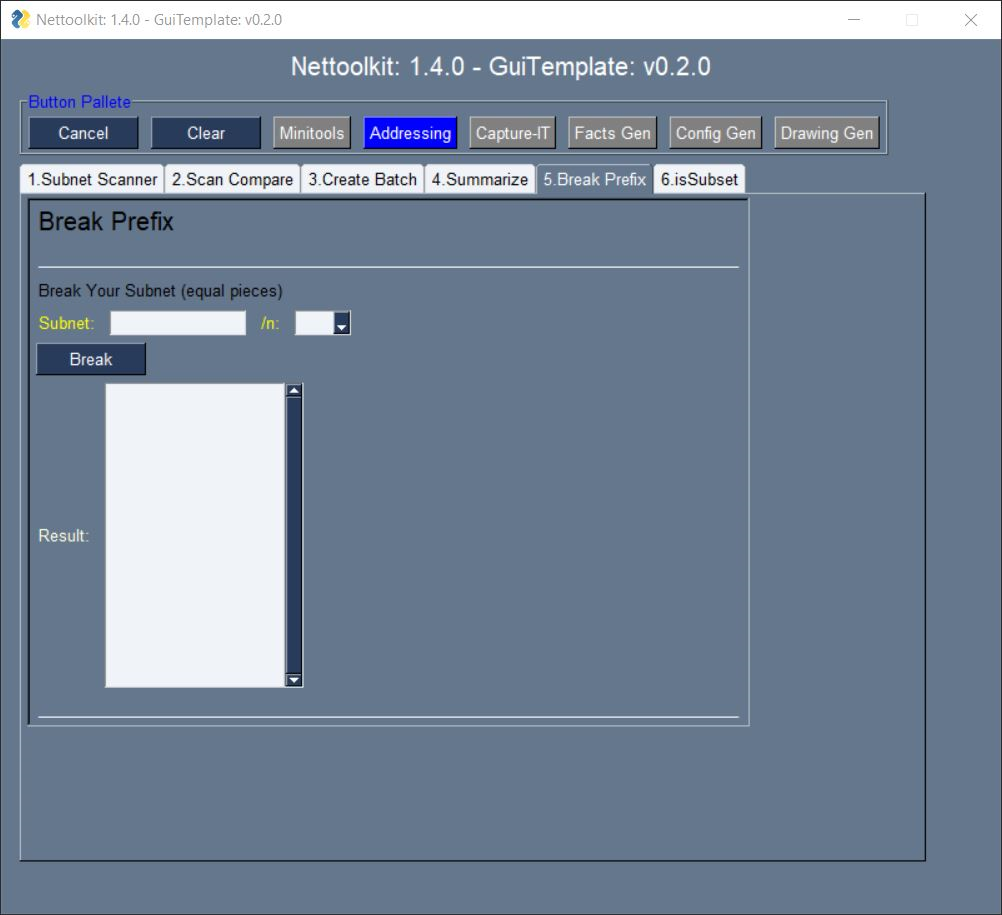 Nettoolkit: 1.4.0 - GuiTemplate: v0.2.0
Nettoolkit: 1.4.0 - GuiTemplate: v0.2.0
Button Pallete
Cancel Clear Minitools Addressing Capture-IT Facts Gen Config Gen Drawing Gen
1.Subnet Scanner 2.Scan Compare 3.Create Batch 4.Summarize 5.Break Prefix 6.isSubset
Break Prefix
Break Your Subnet (equal pieces)
Subnet: /n:
Break
Result: